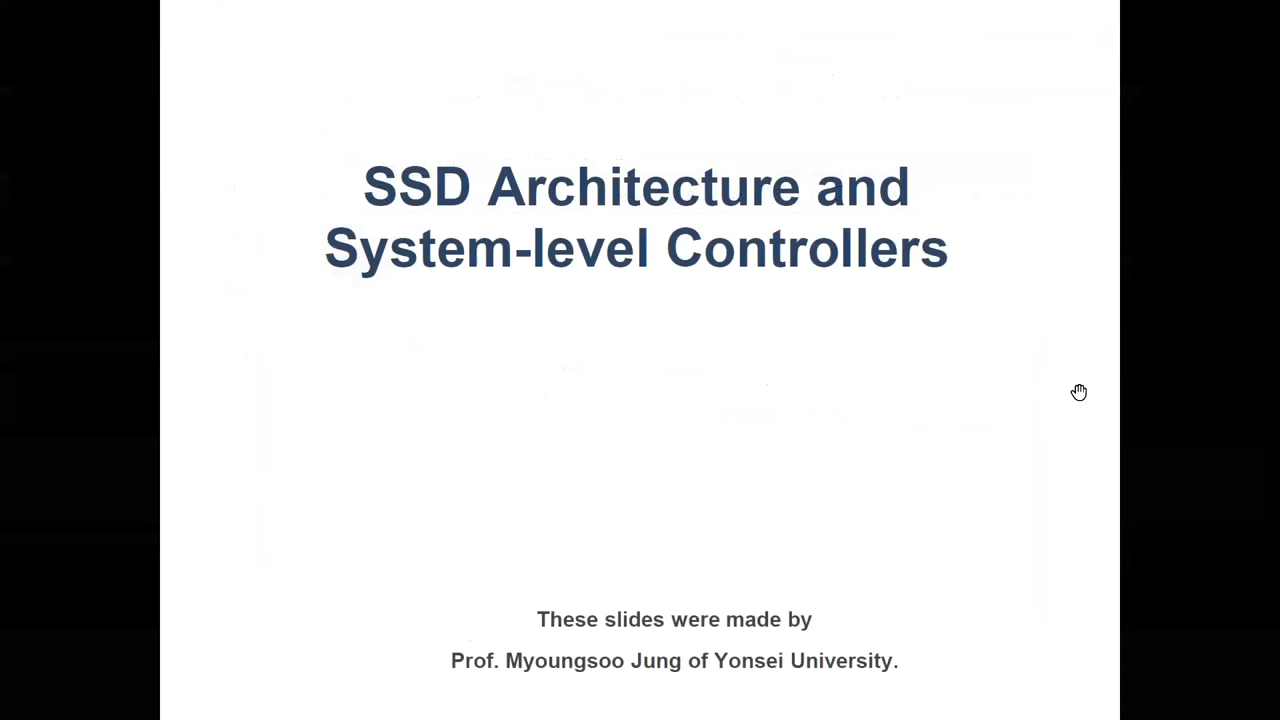 SSD Architecture and
System-level Controllers
These slides were made by
Prof. Myoungsoo Jung of Yonsei University.